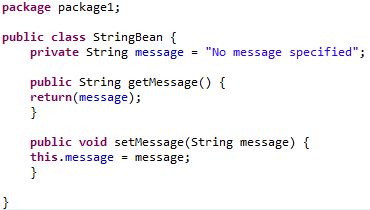 package package1;
public class StringBean {
    private String message = "No message specified";
    public String getMessage() {
    return(message);
    }
    public void setMessage(String message) {
    this.message = message;
    }
}